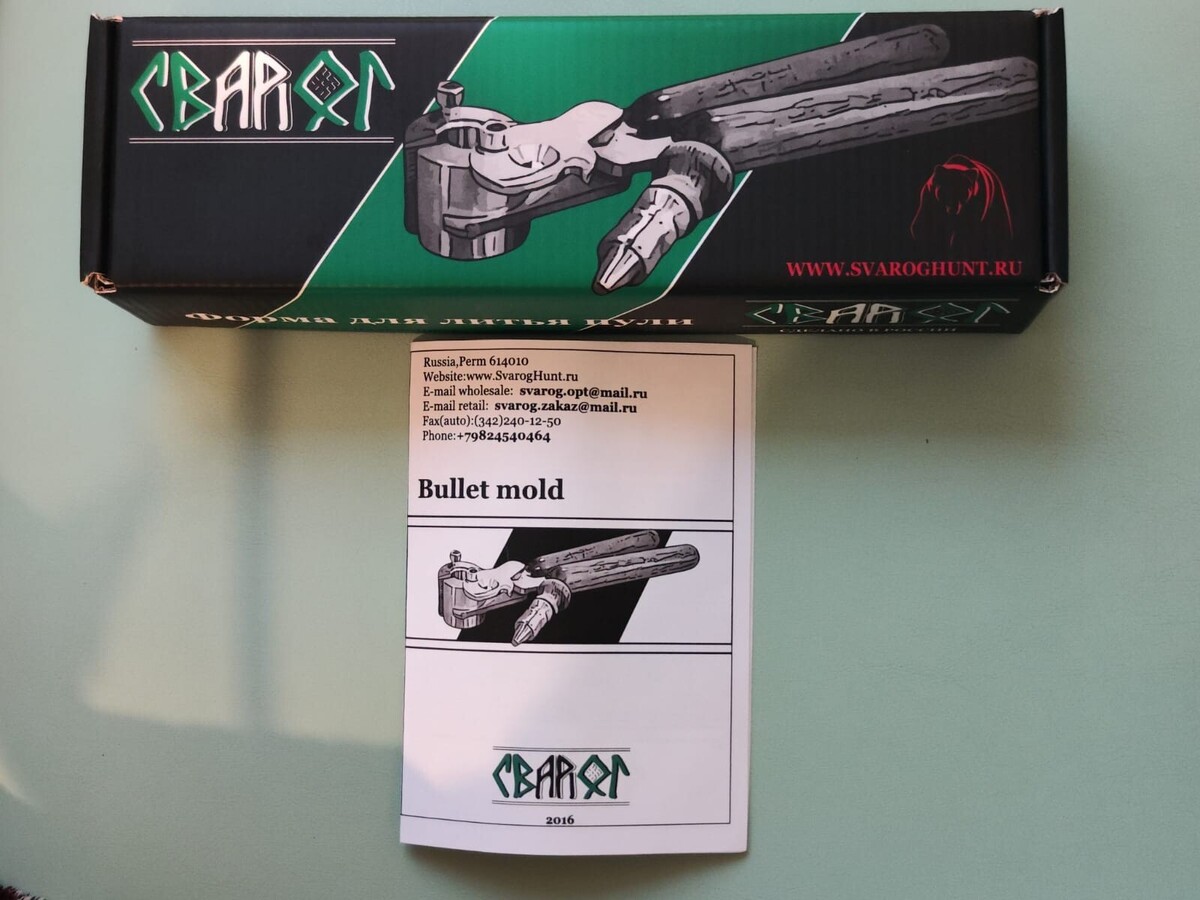 СВАРОГ
WWW.SVAROGHUNT.RU
Форма для литья пули
СВАРОГ
СДЕЛАНО В РОССИИ
Russia,Perm 614010
Website:www.SvarogHunt.ru
E-mail wholesale: svarog.opt@mail.ru
E-mail retail: svarog.zakaz@mail.ru
Fax(auto):(342)240-12-50
Phone:+79824540464
Bullet mold
СВАРОГ
2016